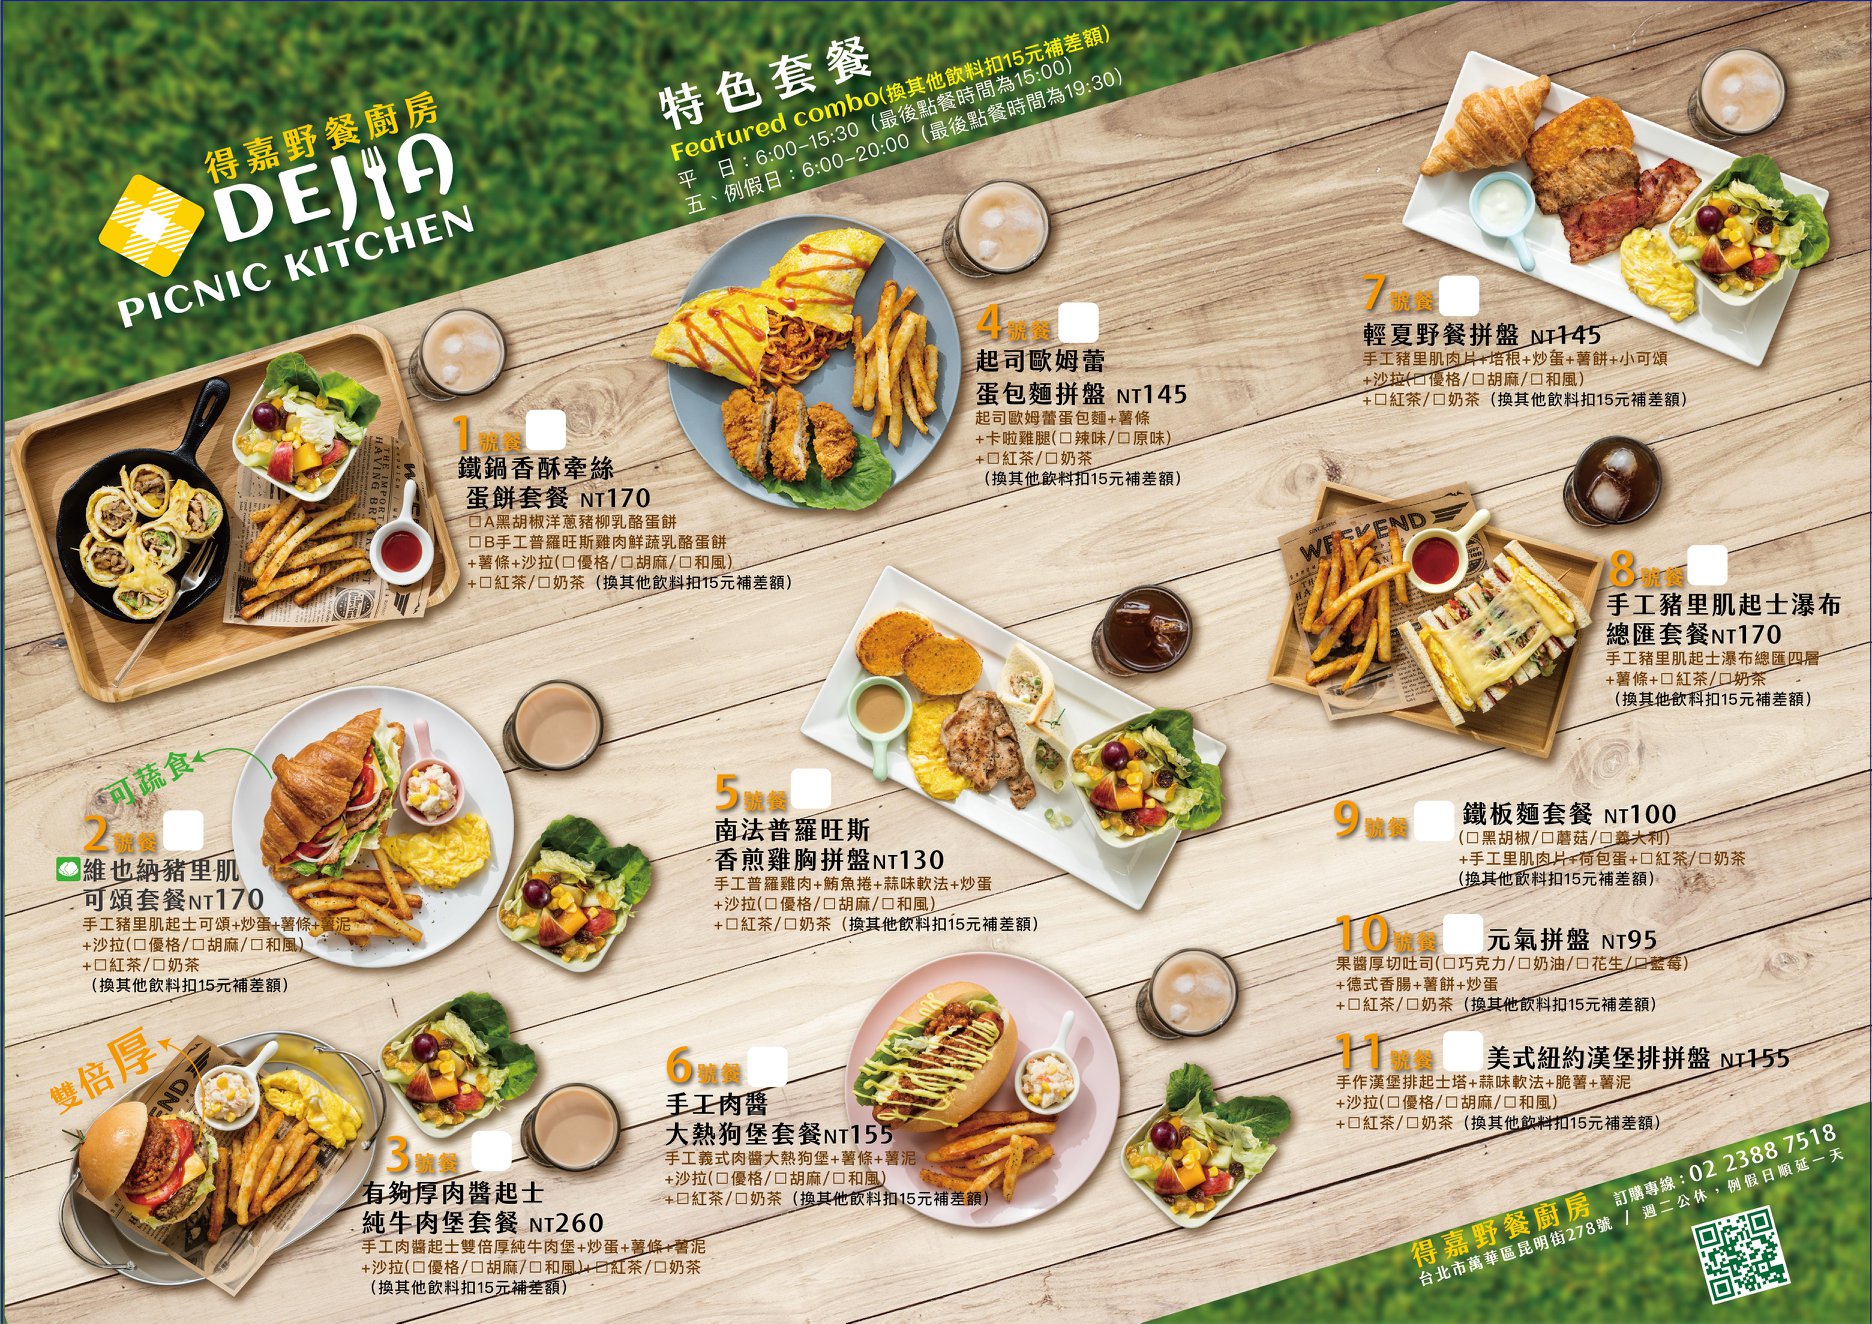 得嘉野餐廚房
DEJIA
PICNIC KITCHEN
特色套餐
Featured combo(換其他飲料扣15元補差額)
平 日：6:00-15:30（最後點餐時間為15:00）
五、例假日：6:00-20:00（最後點餐時間為19:30）
1號餐
鐵鍋香酥牽絲
蛋餅套餐 NT170
□A黑胡椒洋蔥豬柳乳酪蛋餅
□B手工普羅旺斯雞肉鮮蔬乳酪蛋餅
+薯條+沙拉(□優格/□胡麻/□和風)
+□紅茶/□奶茶（換其他飲料扣15元補差額）
可蔬食
2號餐
維也納豬里肌
可頌套餐NT170
手工豬里肌起士可頌+炒蛋+薯條+薯泥
+沙拉(□優格/□胡麻/□和風)
+□紅茶/□奶茶
（換其他飲料扣15元補差額）
雙倍厚
3號餐
有夠厚肉醬起士
純牛肉堡套餐 NT260
手工肉醬起士雙倍厚純牛肉堡+炒蛋+薯條+薯泥
+沙拉(□優格/□胡麻/□和風)+□紅茶/□奶茶
（換其他飲料扣15元補差額）
4號餐
起司歐姆蕾
蛋包麵拼盤 NT145
起司歐姆蕾蛋包麵+薯條
+卡啦雞腿(□辣味/□原味)
+□紅茶/□奶茶
（換其他飲料扣15元補差額）
5號餐
南法普羅旺斯
香煎雞胸拼盤NT130
手工普羅雞肉+鮪魚捲+蒜味軟法+炒蛋
+沙拉(□優格/□胡麻/□和風)
+□紅茶/□奶茶（換其他飲料扣15元補差額）
6號餐
手工肉醬
大熱狗堡套餐NT155
手工義式肉醬大熱狗堡+薯條+薯泥
+沙拉(□優格/□胡麻/□和風)
+□紅茶/□奶茶（換其他飲料扣15元補差額）
7號餐
輕夏野餐拼盤 NT145
手工豬里肌肉片+培根+炒蛋+薯餅+小可頌
+沙拉(□優格/□胡麻/□和風)
+□紅茶/□奶茶（換其他飲料扣15元補差額）
WEEKEND
8號餐
手工豬里肌起士瀑布
總匯套餐NT170
手工豬里肌起士瀑布總匯四層
+薯條+□紅茶/□奶茶
（換其他飲料扣15元補差額）
9號餐 鐵板麵套餐 NT100
(□黑胡椒/□蘑菇/□義大利)
+手工里肌肉片+荷包蛋+□紅茶/□奶茶
(換其他飲料扣15元補差額）
10號餐 元氣拼盤 NT95
果醬厚切吐司(□巧克力/□奶油/□花生/□藍莓)
+德式香腸+薯餅+炒蛋
+□紅茶/□奶茶（換其他飲料扣15元補差額）
11號餐 美式紐約漢堡排拼盤 NT155
手作漢堡排起士塔+蒜味軟法+脆薯+薯泥
+沙拉(□優格/□胡麻/□和風)
+□紅茶/□奶茶（換其他飲料扣15元補差額）
得嘉野餐廚房 訂購專線：02 2388 7518
台北市萬華區昆明街278號 / 週二公休，例假日順延一天